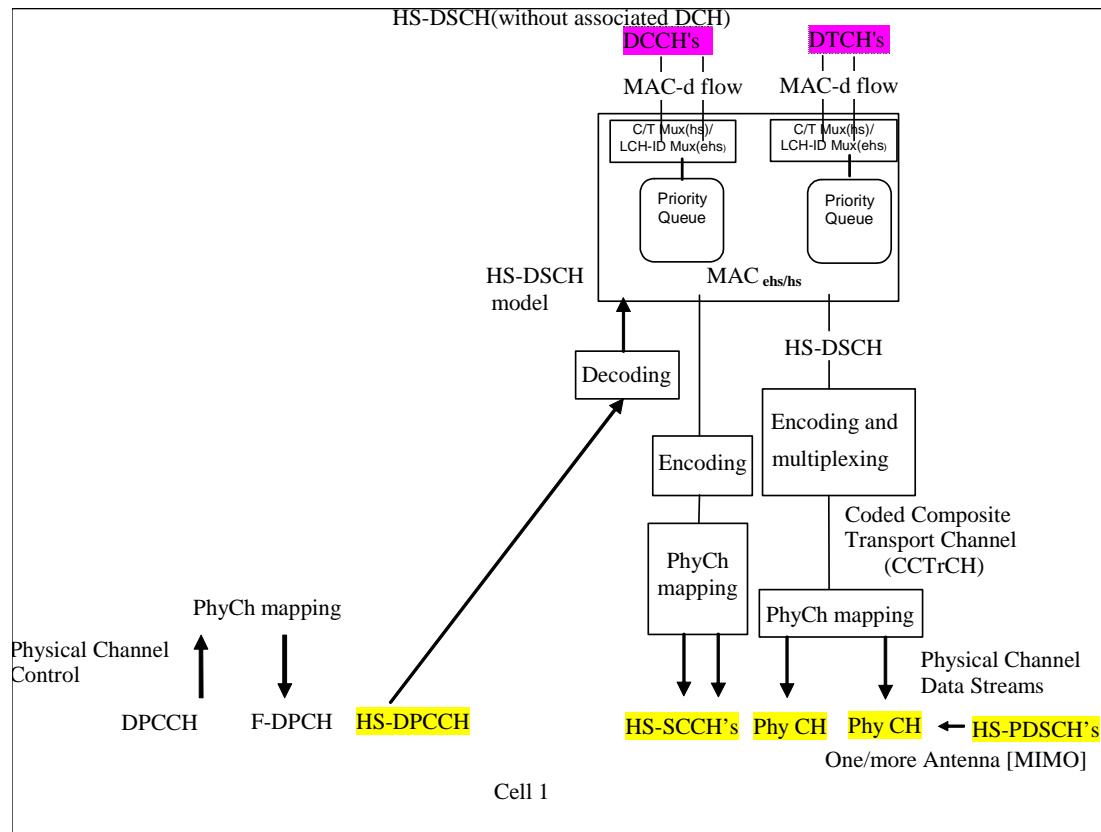 HS-DSCH(without associated DCH)
DCCH's
DTCH's
MAC-d flow
MAC-d flow
C/T Mux(hs)/
LCH-ID Mux(ehs)
C/T Mux(hs)/
LCH-ID Mux(ehs)
Priority
Queue
Priority
Queue
HS-DSCH
model
MAC ehs/hs
HS-DSCH
Decoding
Encoding and
multiplexing
Encoding
Coded Composite
Transport Channel
(CCTrCH)
PhyCh
mapping
PhyCh mapping
PhyCh mapping
Physical Channel
Control
Physical Channel
Data Streams
DPCCH
F-DPCH
HS-DPCCH
HS-SCCH’s
Phy CH
Phy CH
HS-PDSCH’s
One/more Antenna [MIMO]
Cell 1